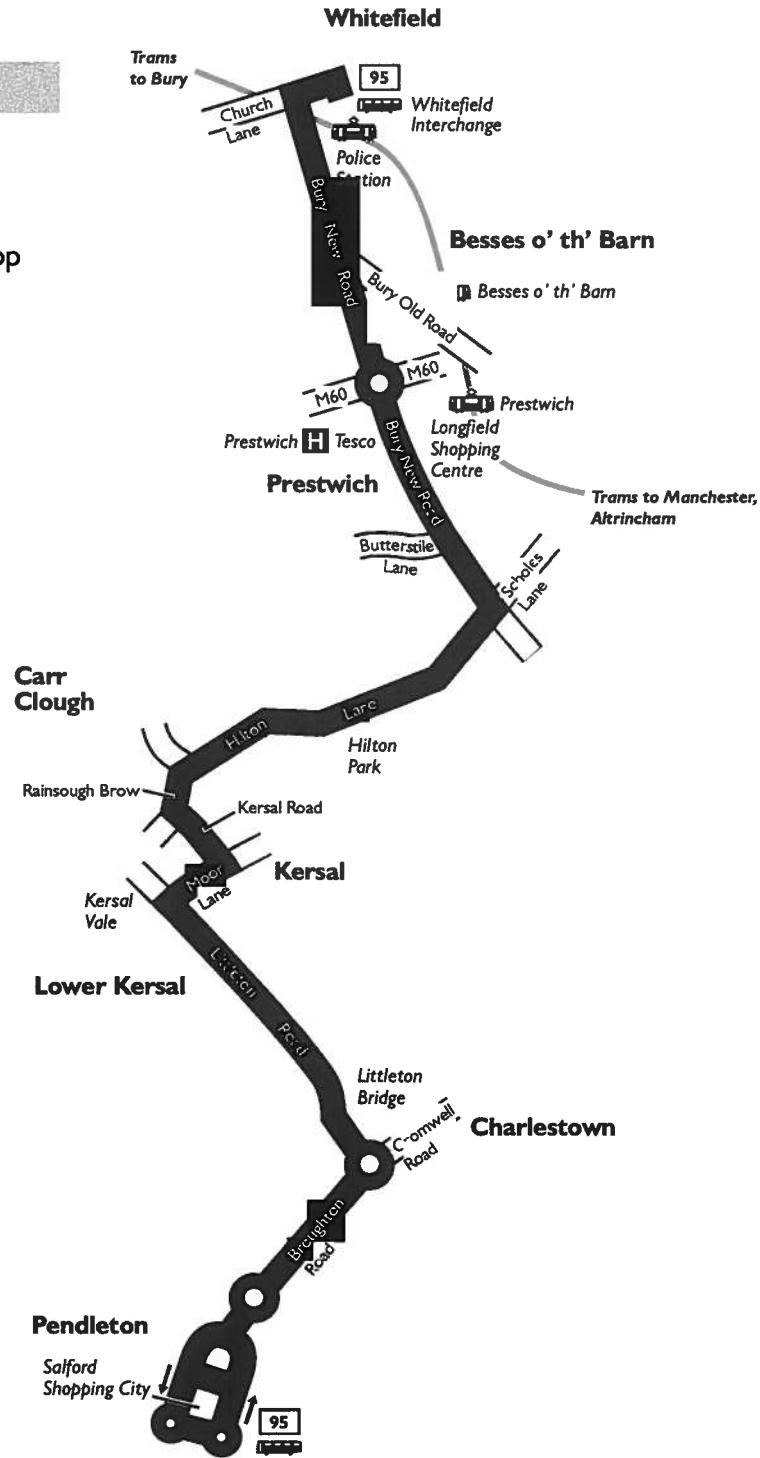 Whitefield
Trams
to Bury
95
Church
Lane
Whitefield
Interchange
Police
Station
Bury New Road
Besses o' th' Barn
op
Besses o' th' Barn
Bury Old Road
M60
M60
Prestwich
Prestwich H Tesco
Longfield
Shopping
Centre
Bury New Road
Prestwich
Trams to Manchester,
Altrincham
Butterstile
Lane
Scholes
Lane
Carr
Clough
Hilton Lane
Hilton
Park
Rainsough Brow
Kersal Road
Moor
Lane
Kersal
Kersal
Vale
Littleton
Road
Lower Kersal
Littleton
Bridge
Cromwell
Road
Charlestown
Broughton
Road
Pendleton
Salford
Shopping City
95